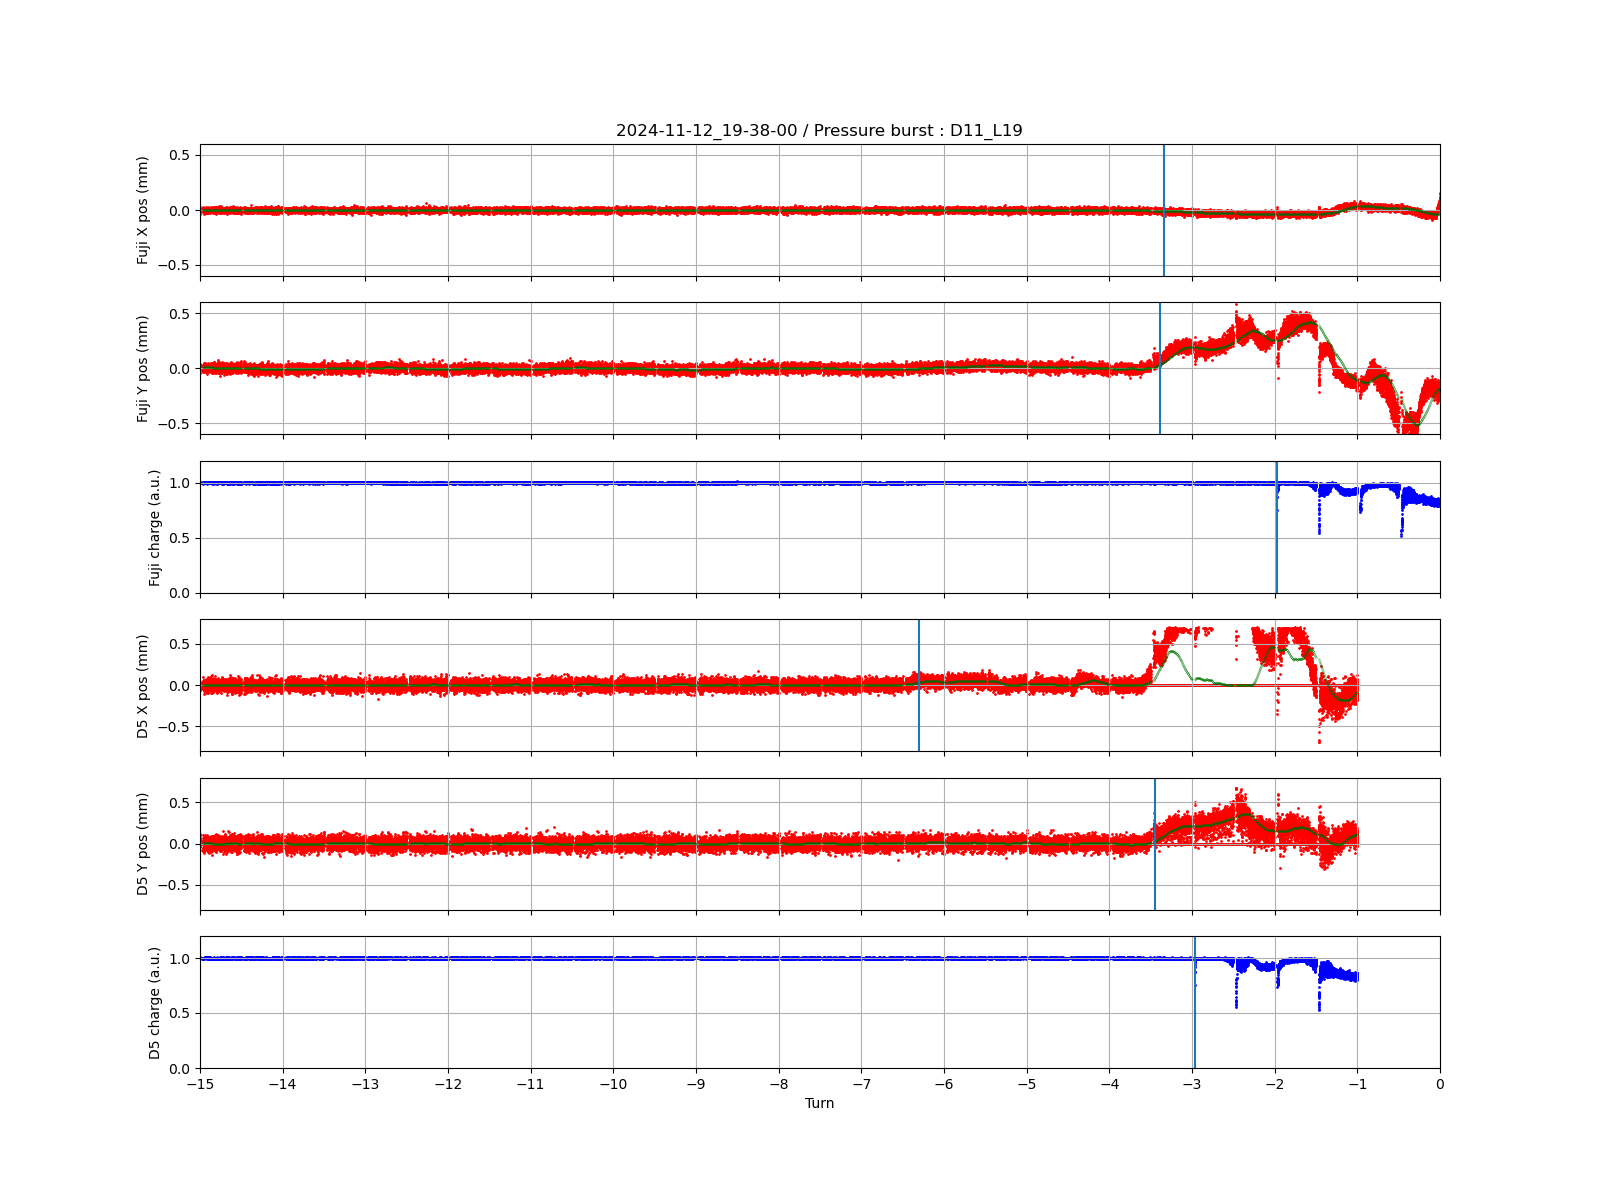 2024-11-12_19-38-00 / Pressure burst : D11_L19
Fuji X pos (mm)
0.5
0.0
−0.5
Fuji Y pos (mm)
0.5
0.0
−0.5
Fuji charge (a.u.)
1.0
0.5
0.0
D5 X pos (mm)
0.5
0.0
−0.5
D5 Y pos (mm)
0.5
0.0
−0.5
D5 charge (a.u.)
1.0
0.5
0.0
−15 −14 −13 −12 −11 −10 −9 −8 −7 −6 −5 −4 −3 −2 −1 0
Turn